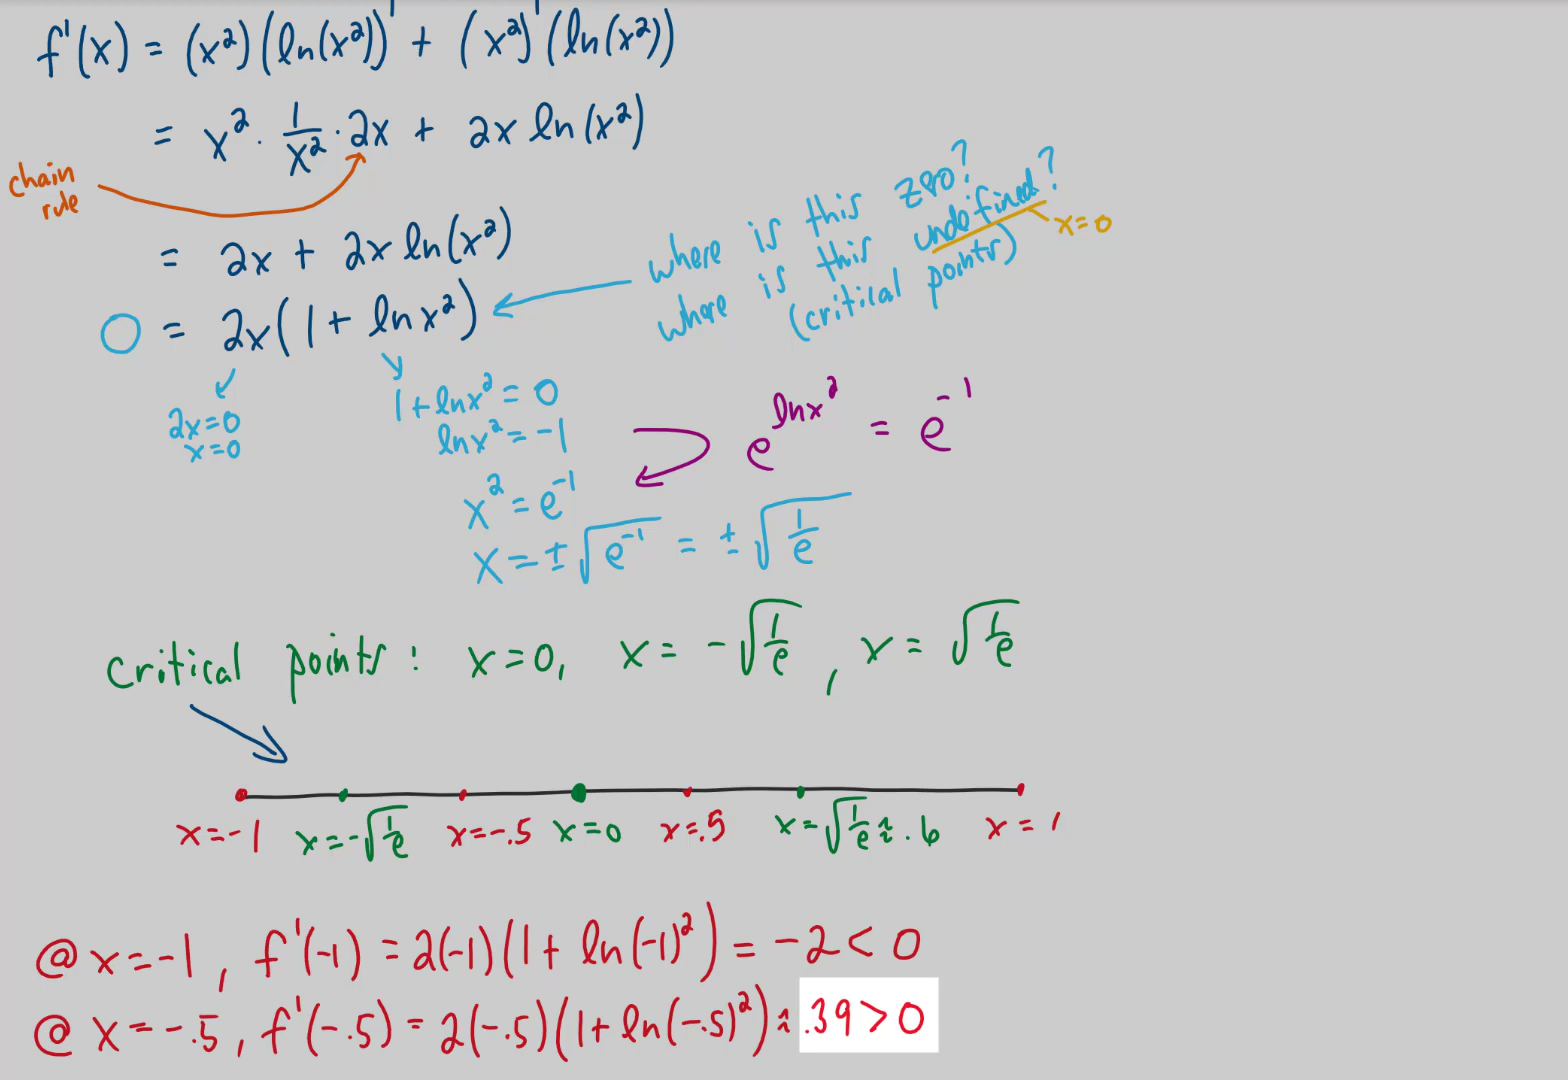 f'(x) = (x²)(ln(x²))' + (x²)'(ln(x²))
= x² · 1/x² · 2x + 2x ln(x²)
chain rule
= 2x + 2x ln(x²)
where is this zero?
where is this undefined? x=0
(critical points)
0 = 2x(1 + ln x²)
2x=0
x=0
1+lnx² = 0
lnx² = -1
e^(lnx²) = e^(-1)
x² = e^(-1)
x = ±√(e^(-1)) = ±√(1/e)
Critical points: x=0, x= -√(1/e), x= √(1/e)
x=-1 x=-√(1/e) x=-.5 x=0 x=.5 x=√(1/e) ≈ .6 x=1
@ x=-1, f'(-1) = 2(-1)(1+ ln(-1)²) = -2 < 0
@ x=-.5, f'(-.5) = 2(-.5)(1+ ln(-.5)²) ≈ .39 > 0